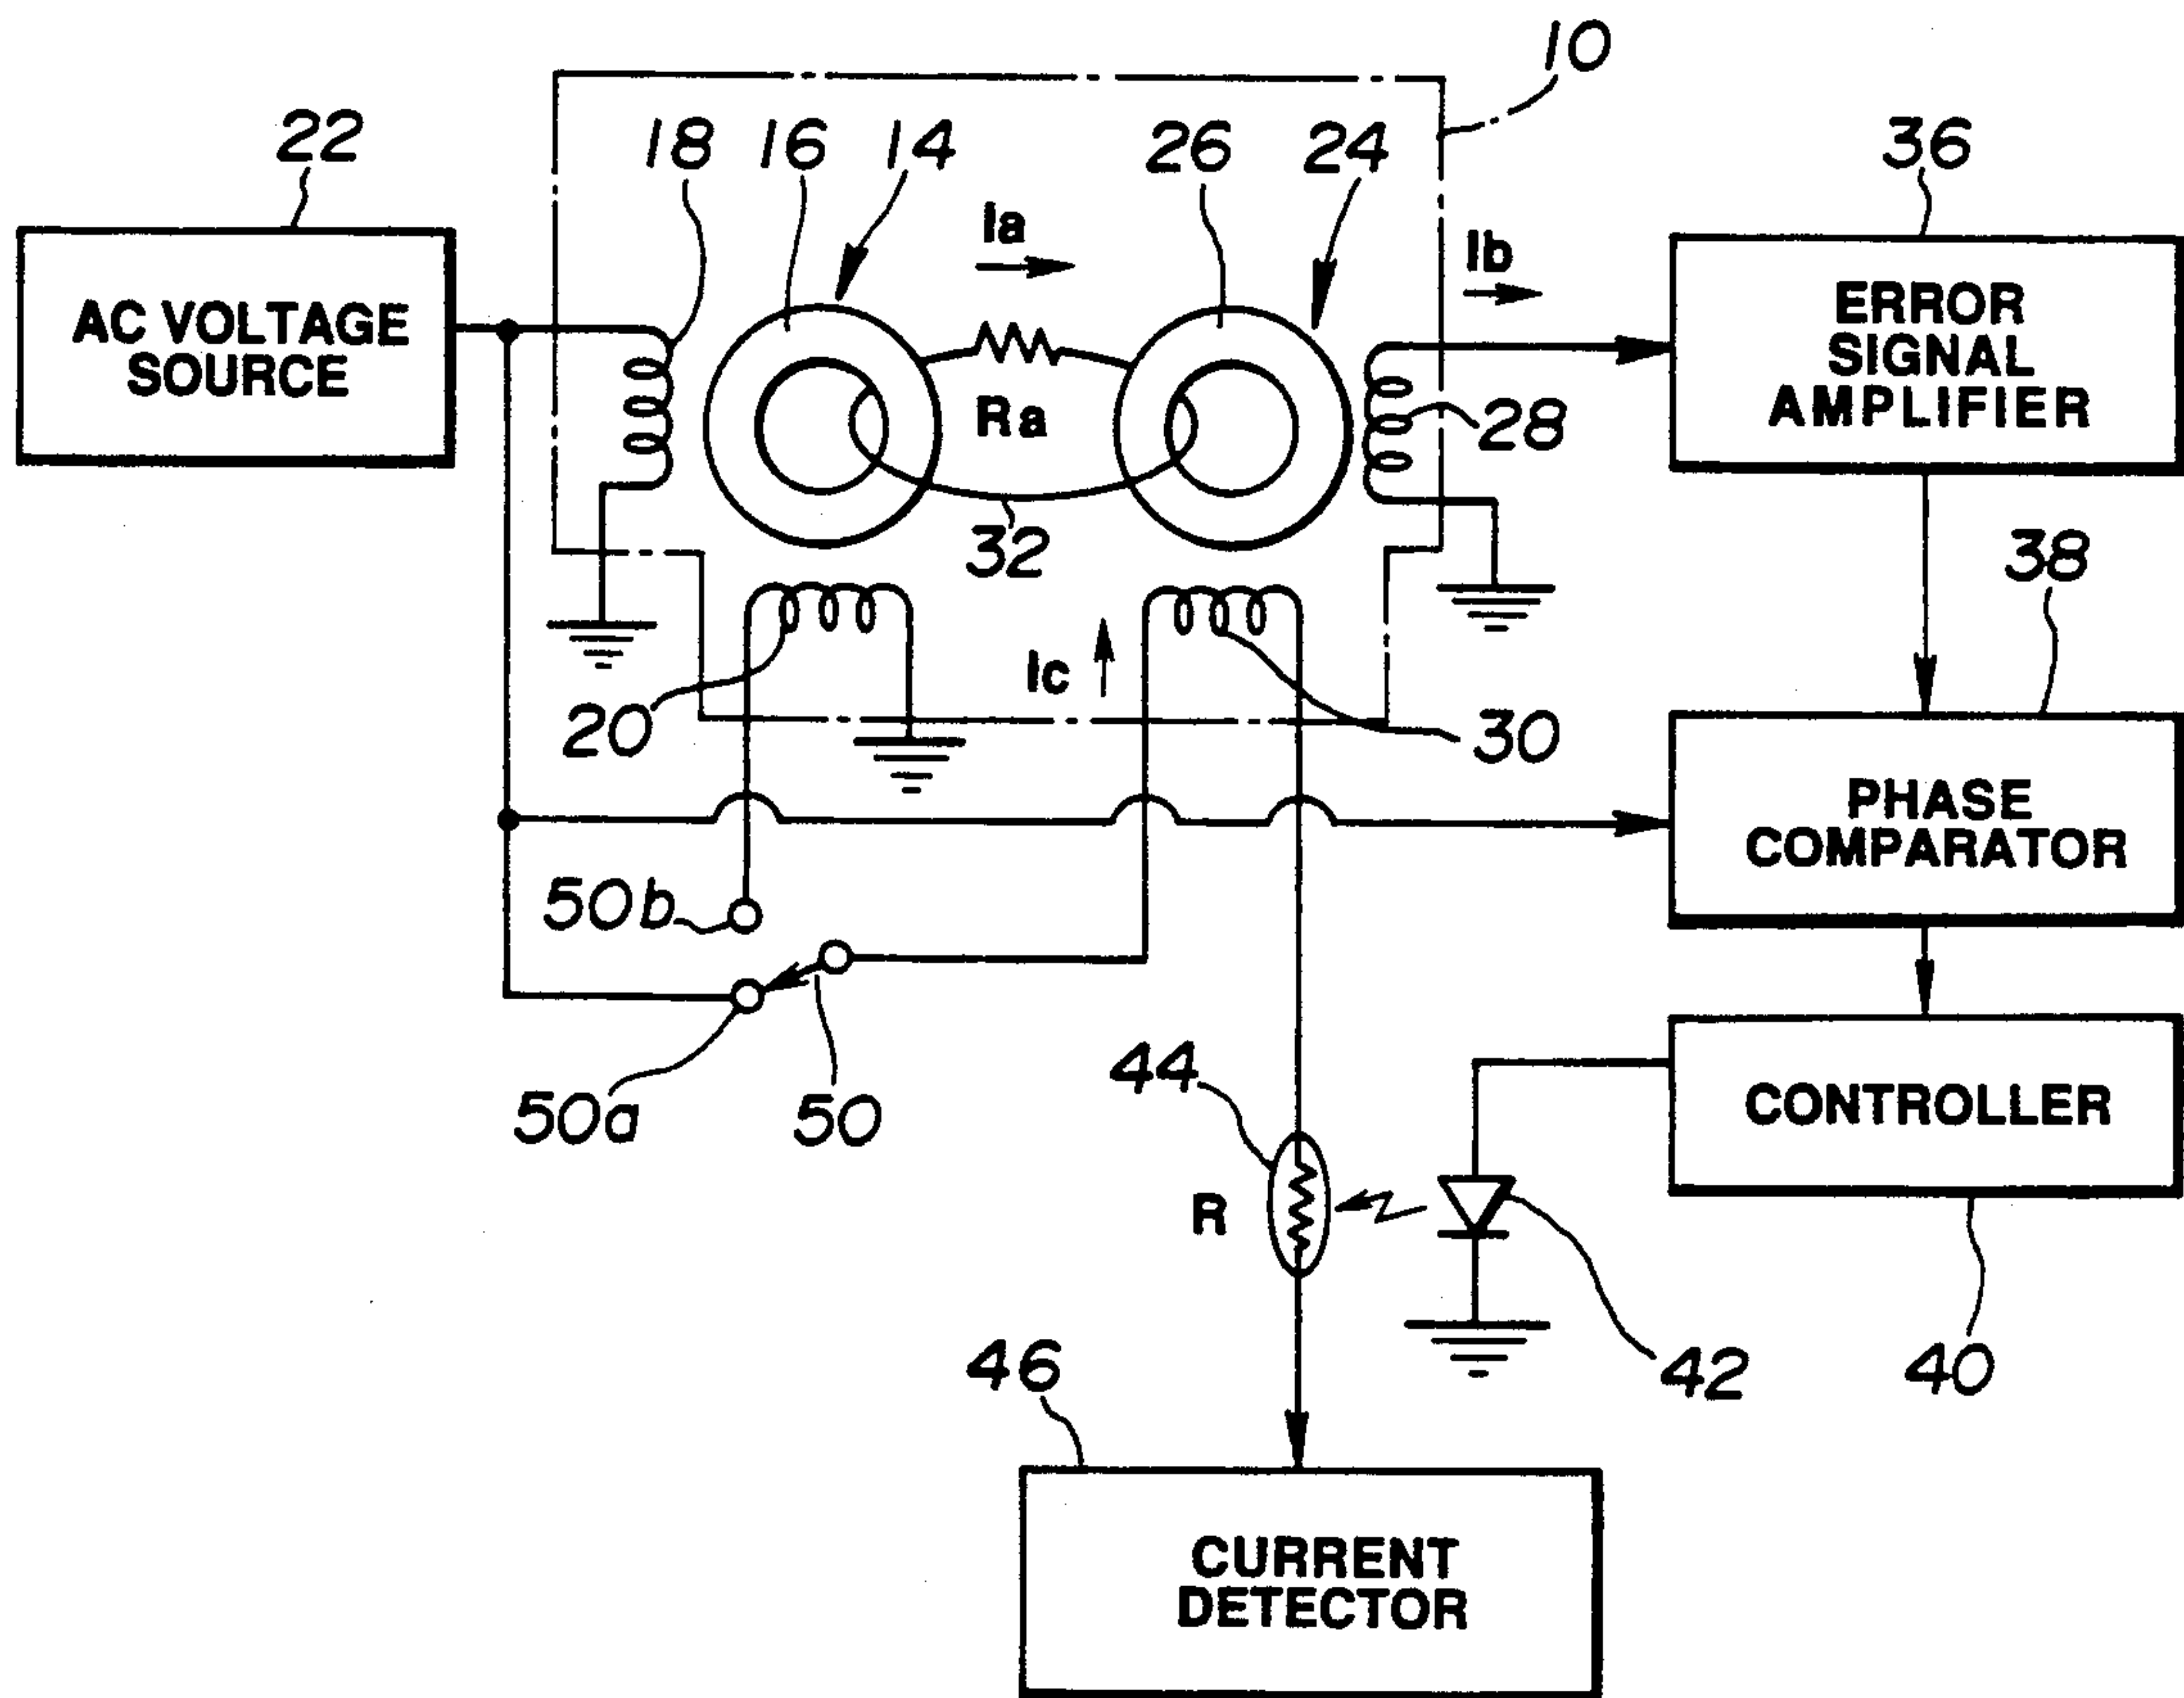 10
22
18
16
14
26
24
36
Ia
Ib
AC VOLTAGE
SOURCE
ERROR
SIGNAL
AMPLIFIER
Ra
28
32
38
Ic
20
30
PHASE
COMPARATOR
50b
44
50a
50
CONTROLLER
R
46
42
40
CURRENT
DETECTOR